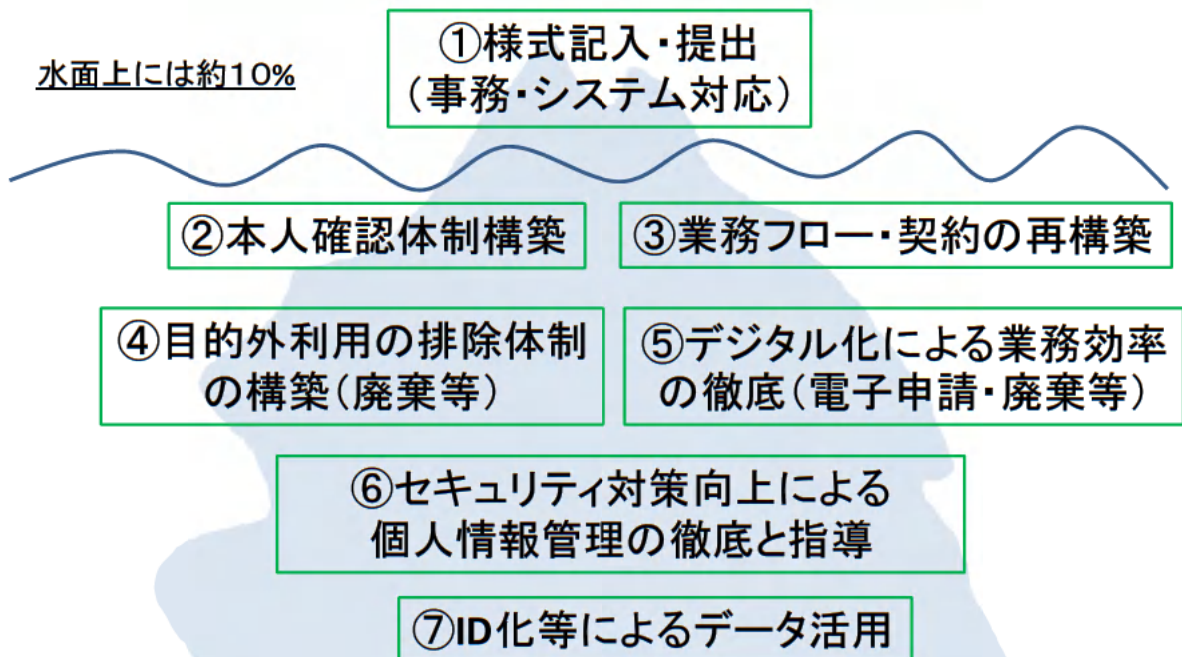 ①様式記入・提出
(事務・システム対応)
水面上には約10%
②本人確認体制構築
③業務フロー・契約の再構築
④目的外利用の排除体制
の構築(廃棄等)
⑤デジタル化による業務効率
の徹底(電子申請・廃棄等)
⑥セキュリティ対策向上による
個人情報管理の徹底と指導
⑦ID化等によるデータ活用